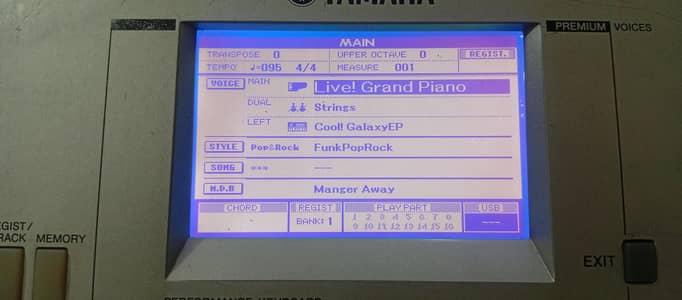 YAMAHA
PREMIUM VOICES
MAIN
TRANSPOSE 0 UPPER OCTAVE 0 REGIST.
TEMPO ♩=095 4/4 MEASURE 001
VOICE MAIN Live! Grand Piano
DUAL Strings
LEFT Cool! GalaxyEP
STYLE Pop&Rock FunkPopRock
SONG *** ---
M.D.B Manger Away
CHORD REGIST PLAY PART USB
BANK: 1 1 2 3 4 5 6 7 8 ---
9 10 11 12 13 14 15 16
MEMORY
EXIT